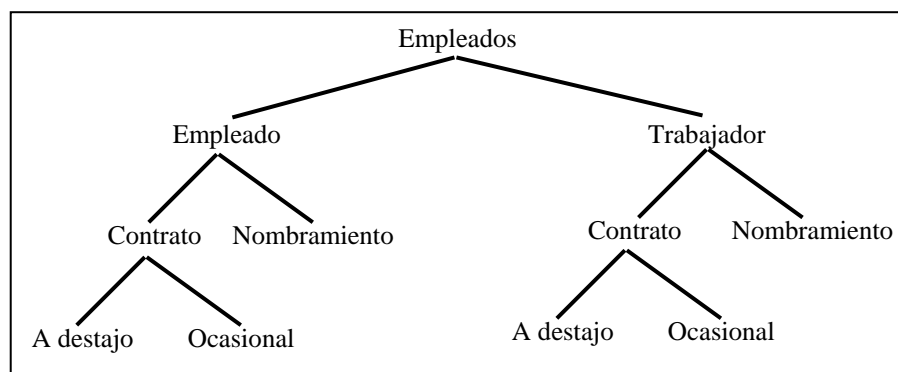 Empleados
Empleado Trabajador
Contrato Nombramiento Contrato Nombramiento
A destajo Ocasional A destajo Ocasional